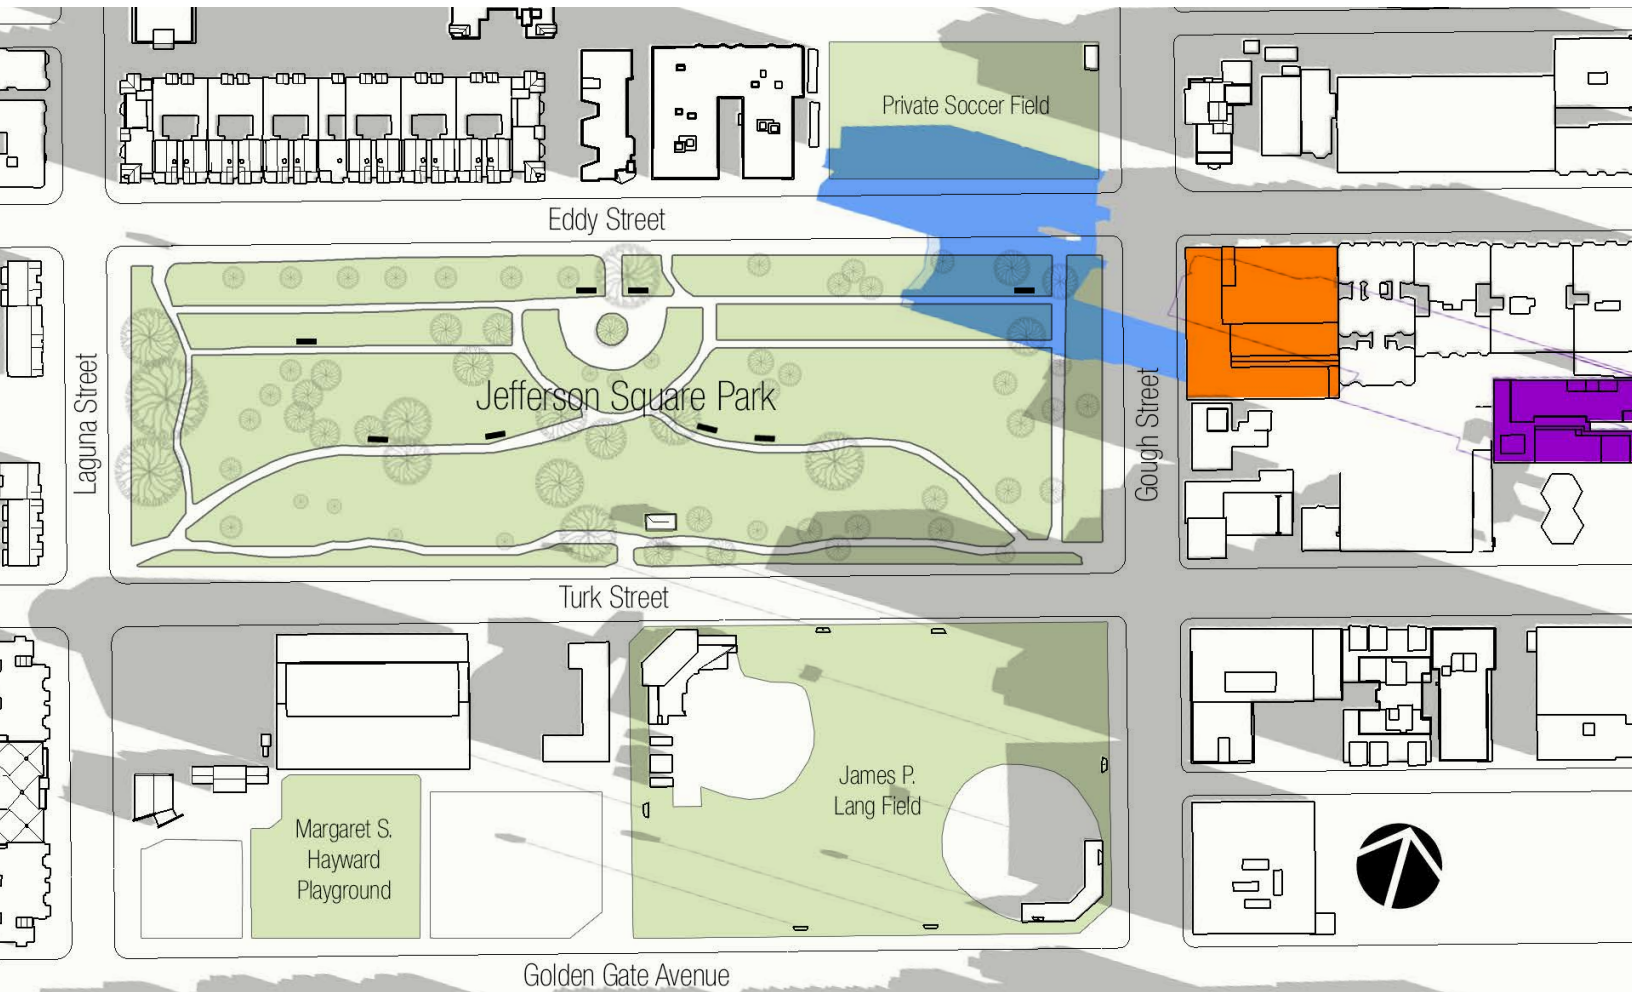 Private Soccer Field
Eddy Street
Laguna Street
Jefferson Square Park
Gough Street
Turk Street
James P.
Lang Field
Margaret S.
Hayward
Playground
Golden Gate Avenue